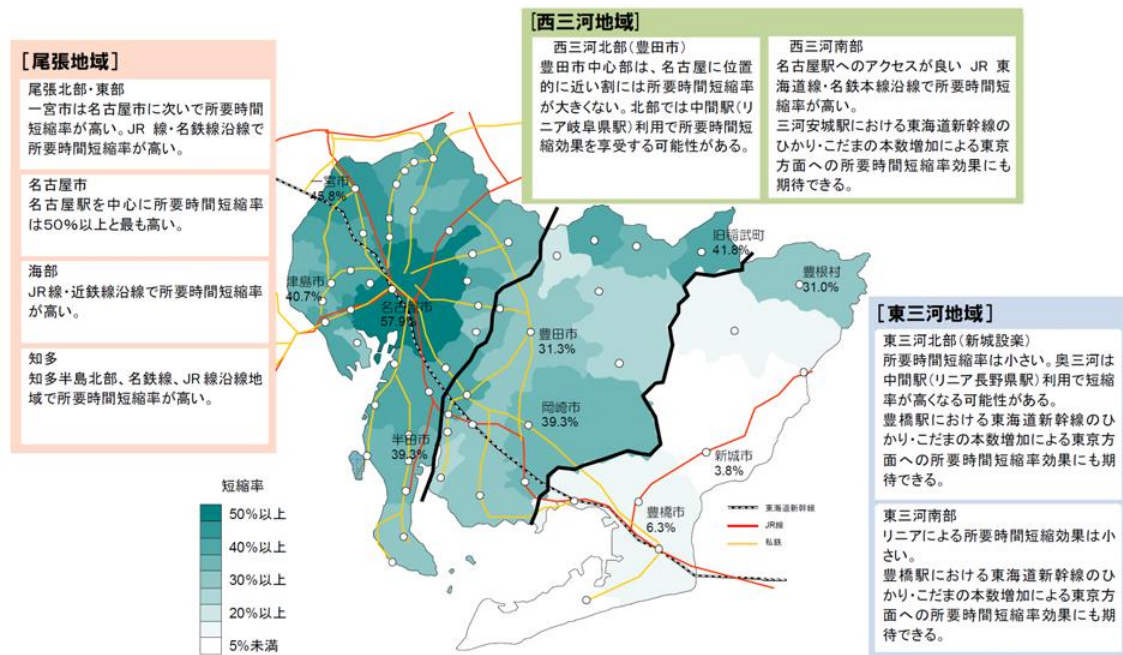 [尾張地域]
尾張北部・東部
一宮市は名古屋市に次いで所要時間
短縮率が高い。JR 線・名鉄線沿線で
所要時間短縮率が高い。
名古屋市
名古屋駅を中心に所要時間短縮率
は50%以上と最も高い。
海部
JR線・近鉄線沿線で所要時間短縮率
が高い。
知多
知多半島北部、名鉄線、JR線沿線地
域で所要時間短縮率が高い。
[西三河地域]
西三河北部(豊田市)
豊田市中心部は、名古屋に位置
的に近い割には所要時間短縮率
が大きくない。北部では中間駅(リ
ニア岐阜県駅)利用で所要時間短
縮効果を享受する可能性がある。
西三河南部
名古屋駅へのアクセスが良い JR 東
海道線・名鉄本線沿線で所要時間短
縮率が高い。
三河安城駅における東海道新幹線の
ひかり・こだまの本数増加による東京
方面への所要時間短縮率効果にも
期待できる。
一宮市
45.8%
津島市
40.7%
名古屋市
57.9%
半田市
39.3%
豊田市
31.3%
岡崎市
39.3%
旧稲武町
41.8%
豊根村
31.0%
新城市
3.8%
豊橋市
6.3%
東海道新幹線
JR線
私鉄
[東三河地域]
東三河北部(新城設楽)
所要時間短縮率は小さい。奥三河は
中間駅(リニア長野県駅)利用で短縮
率が高くなる可能性がある。
豊橋駅における東海道新幹線のひ
かり・こだまの本数増加による東京方
面への所要時間短縮率効果にも期
待できる。
東三河南部
リニアによる所要時間短縮効果は小
さい。
豊橋駅における東海道新幹線のひ
かり・こだまの本数増加による東京方
面への所要時間短縮率効果にも期
待できる。
短縮率
50%以上
40%以上
30%以上
20%以上
5%未満